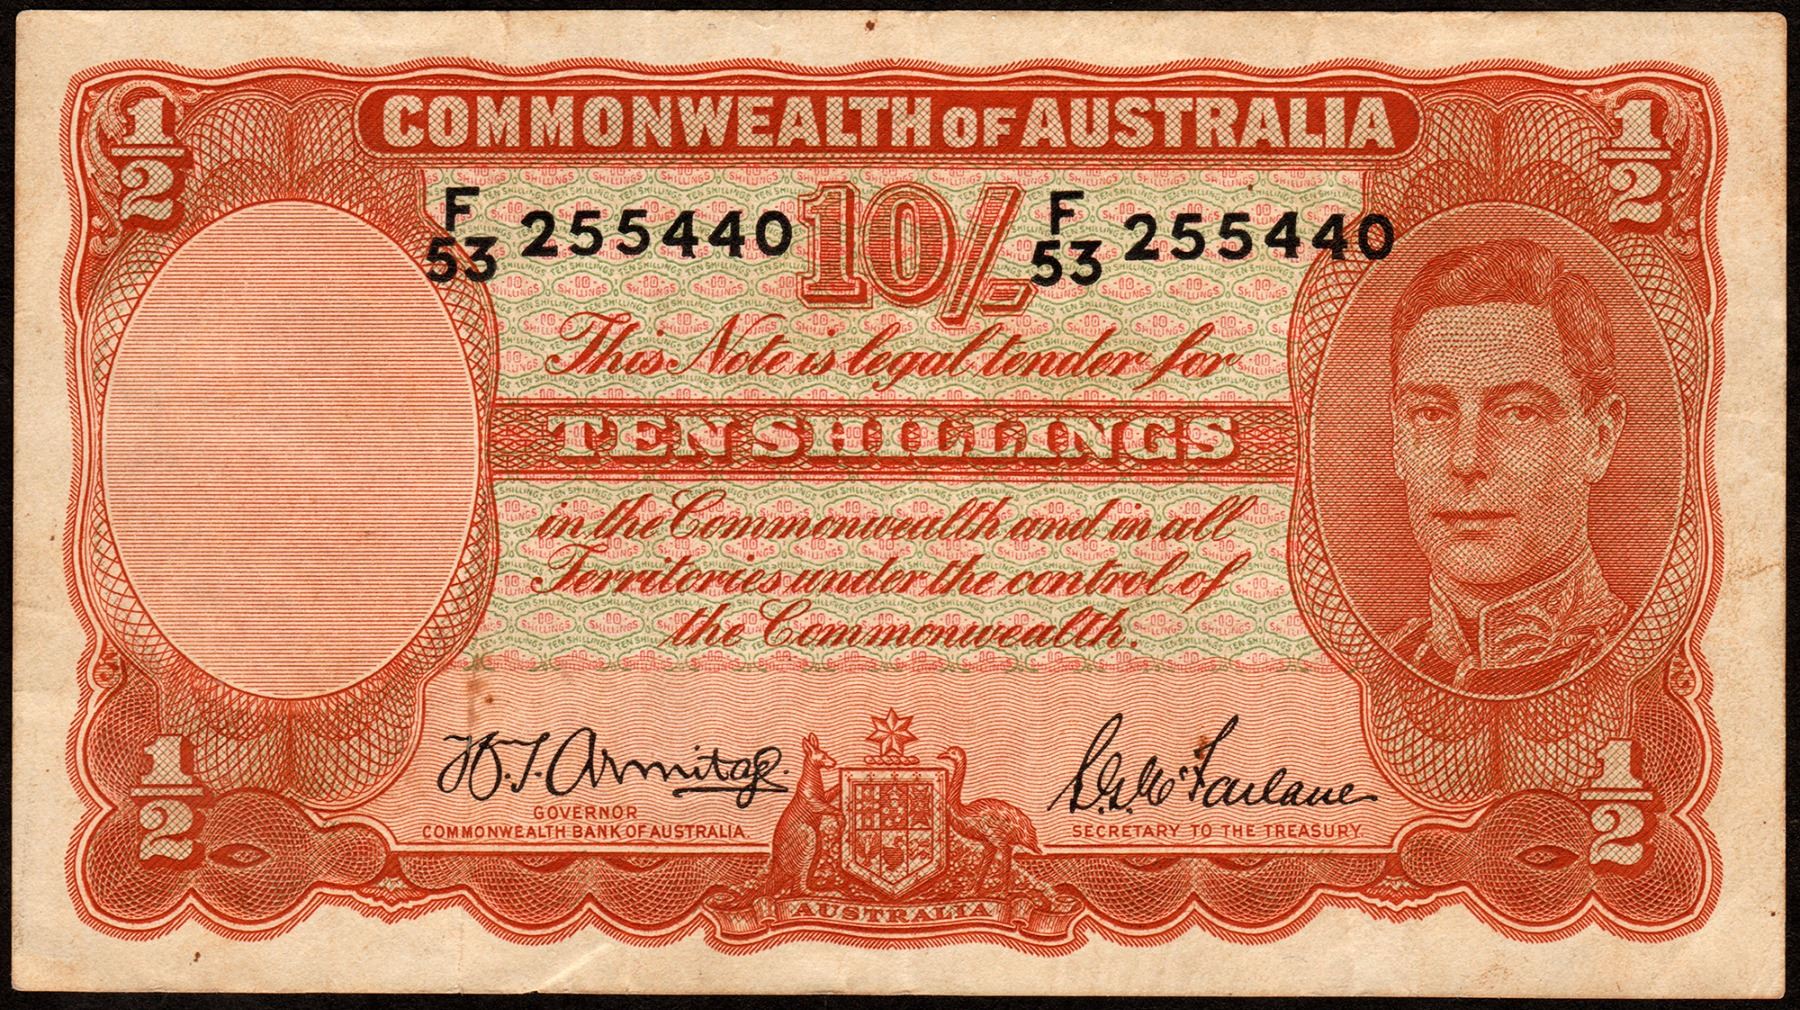 1/2
COMMONWEALTH OF AUSTRALIA
1/2
F/53 255440
10/-
F/53 255440
This Note is legal tender for
TEN SHILLINGS
in the Commonwealth and in all
Territories under the control of
the Commonwealth.
H.T. Armitage.
S.G. McFarlane
GOVERNOR
COMMONWEALTH BANK OF AUSTRALIA.
SECRETARY TO THE TREASURY.
1/2
1/2
AUSTRALIA